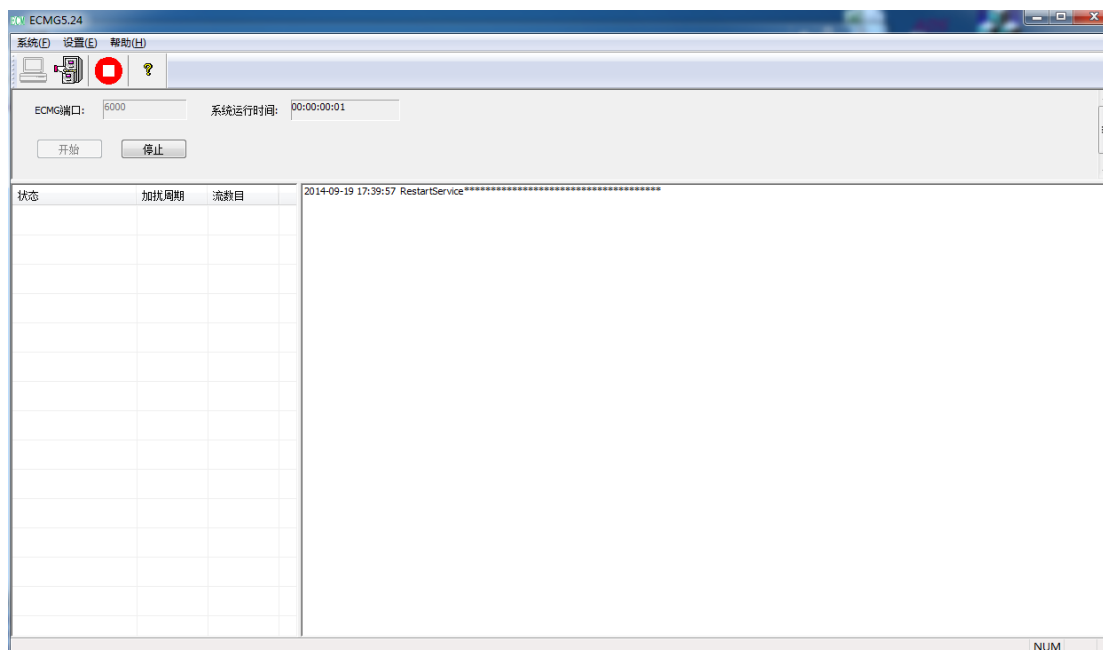 ECMG5.24
系统(F) 设置(E) 帮助(H)
ECMG端口: 6000 系统运行时间: 00:00:00:01
开始 停止
状态 加扰周期 流数目
2014-09-19 17:39:57 RestartService*************************************
NUM